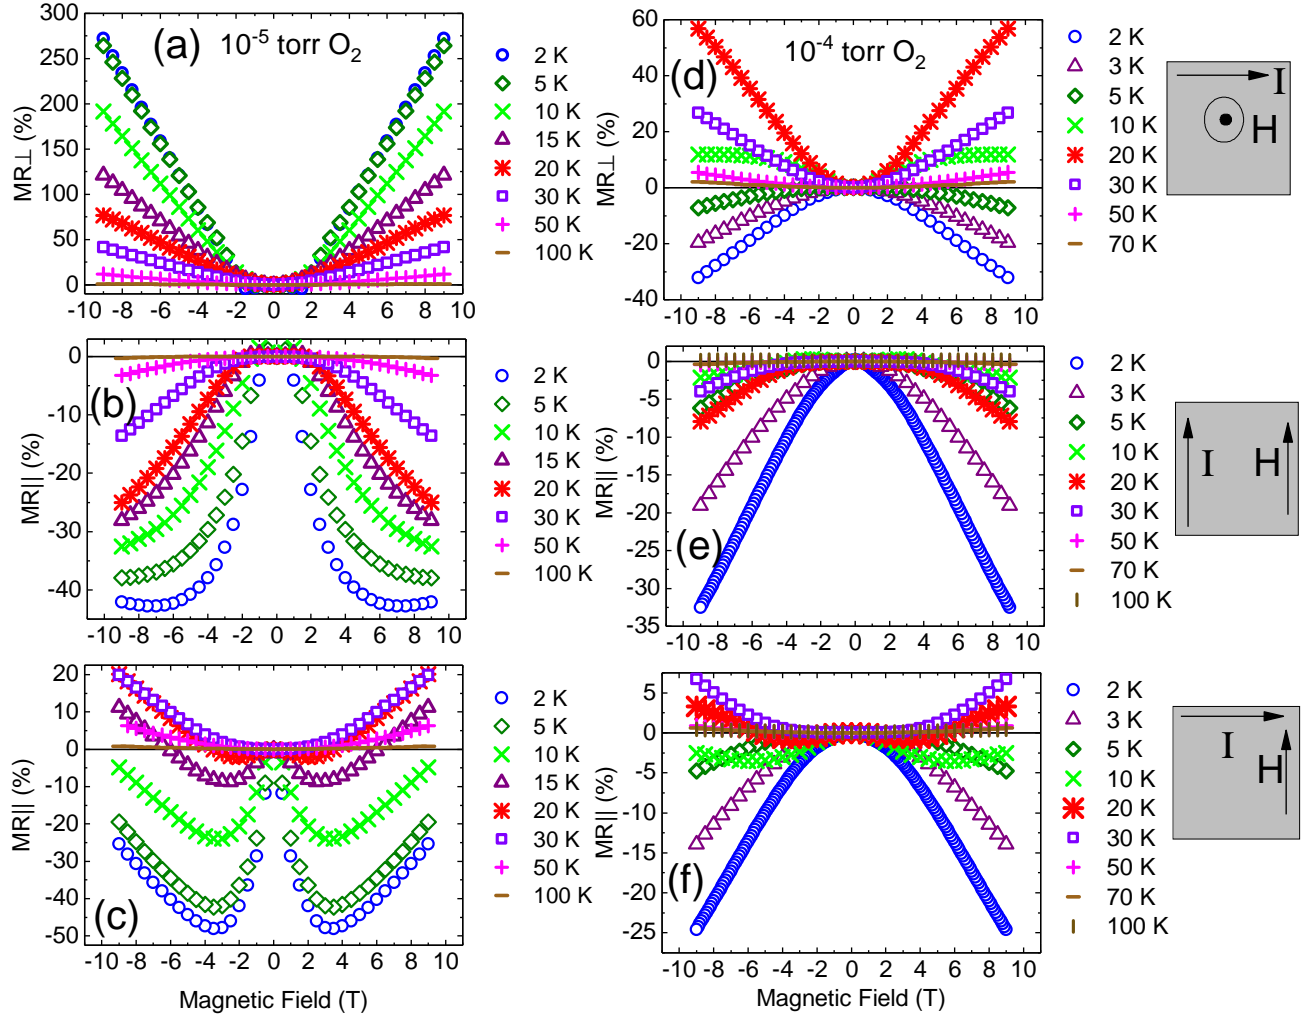 (a) 10-5 torr O2
MR⊥ (%)
300
250
200
150
100
50
0
-10 -8 -6 -4 -2 0 2 4 6 8 10
2 K
5 K
10 K
15 K
20 K
30 K
50 K
100 K
(d) 10-4 torr O2
MR⊥ (%)
60%
40
20
0
-20
-40
-10 -8 -6 -4 -2 0 2 4 6 8 10
2 K
3 K
5 K
10 K
20 K
30 K
50 K
70 K
I
H
(b)
MR|| (%)
0
-10
-20
-30
-40
-10 -8 -6 -4 -2 0 2 4 6 8 10
2 K
5 K
10 K
15 K
20 K
30 K
50 K
100 K
(e)
MR|| (%)
0
-5
-10
-15
-20
-25
-30
-35
-10 -8 -6 -4 -2 0 2 4 6 8 10
2 K
3 K
5 K
10 K
20 K
30 K
50 K
70 K
100 K
I H
(c)
MR|| (%)
20
10
0
-10
-20
-30
-40
-50
-10 -8 -6 -4 -2 0 2 4 6 8 10
Magnetic Field (T)
2 K
5 K
10 K
15 K
20 K
30 K
50 K
100 K
(f)
MR|| (%)
5
0
-5
-10
-15
-20
-25
-10 -8 -6 -4 -2 0 2 4 6 8 10
Magnetic Field (T)
2 K
3 K
5 K
10 K
20 K
30 K
50 K
70 K
100 K
I
H